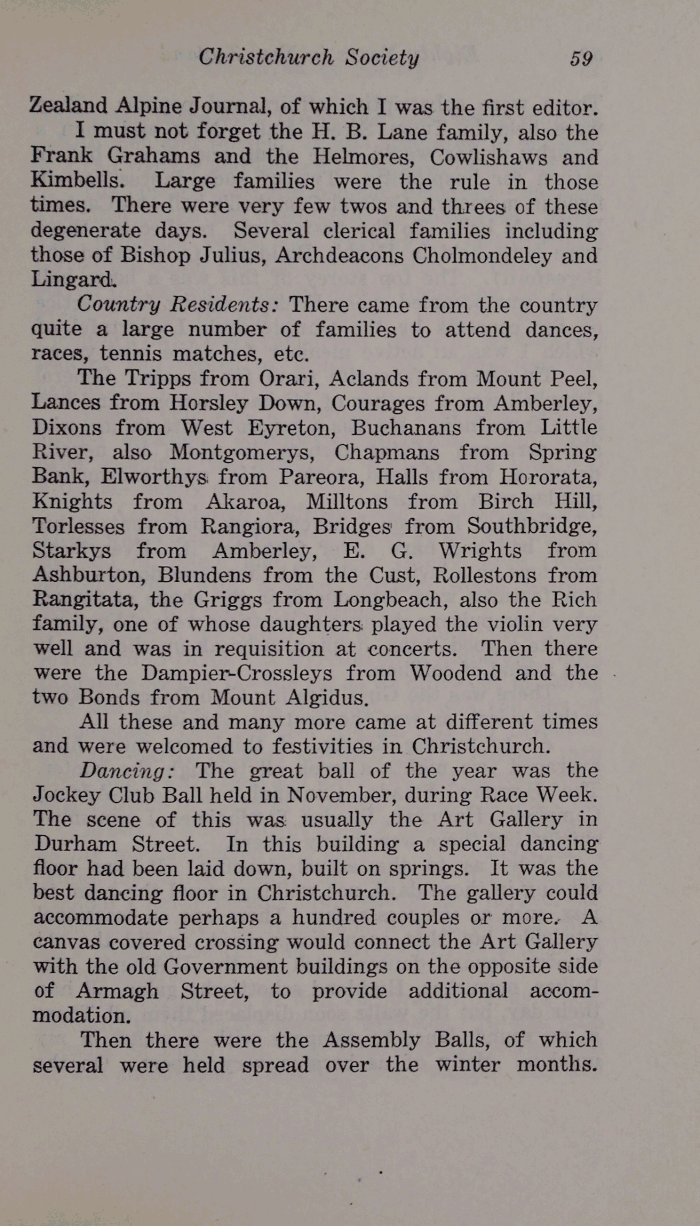 Christchurch Society 59
Zealand Alpine Journal, of which I was the first editor.
I must not forget the H. B. Lane family, also the
Frank Grahams and the Helmores, Cowlishaws and
Kimbells. Large families were the rule in those
times. There were very few twos and threes of these
degenerate days. Several clerical families including
those of Bishop Julius, Archdeacons Cholmondeley and
Lingard.
Country Residents: There came from the country
quite a large number of families to attend dances,
races, tennis matches, etc.
The Tripps from Orari, Aclands from Mount Peel,
Lances from Horsley Down, Courages from Amberley,
Dixons from West Eyreton, Buchanans from Little
River, also Montgomerys, Chapmans from Spring
Bank, Elworthys from Pareora, Halls from Hororata,
Knights from Akaroa, Milltons from Birch Hill,
Torlesses from Rangiora, Bridges from Southbridge,
Starkys from Amberley, E. G. Wrights from
Ashburton, Blundens from the Cust, Rollestons from
Rangitata, the Griggs from Longbeach, also the Rich
family, one of whose daughters played the violin very
well and was in requisition at concerts. Then there
were the Dampier-Crossleys from Woodend and the
two Bonds from Mount Algidus.
All these and many more came at different times
and were welcomed to festivities in Christchurch.
Dancing: The great ball of the year was the
Jockey Club Ball held in November, during Race Week.
The scene of this was usually the Art Gallery in
Durham Street. In this building a special dancing
floor had been laid down, built on springs. It was the
best dancing floor in Christchurch. The gallery could
accommodate perhaps a hundred couples or more. A
canvas covered crossing would connect the Art Gallery
with the old Government buildings on the opposite side
of Armagh Street, to provide additional accom-
modation.
Then there were the Assembly Balls, of which
several were held spread over the winter months.